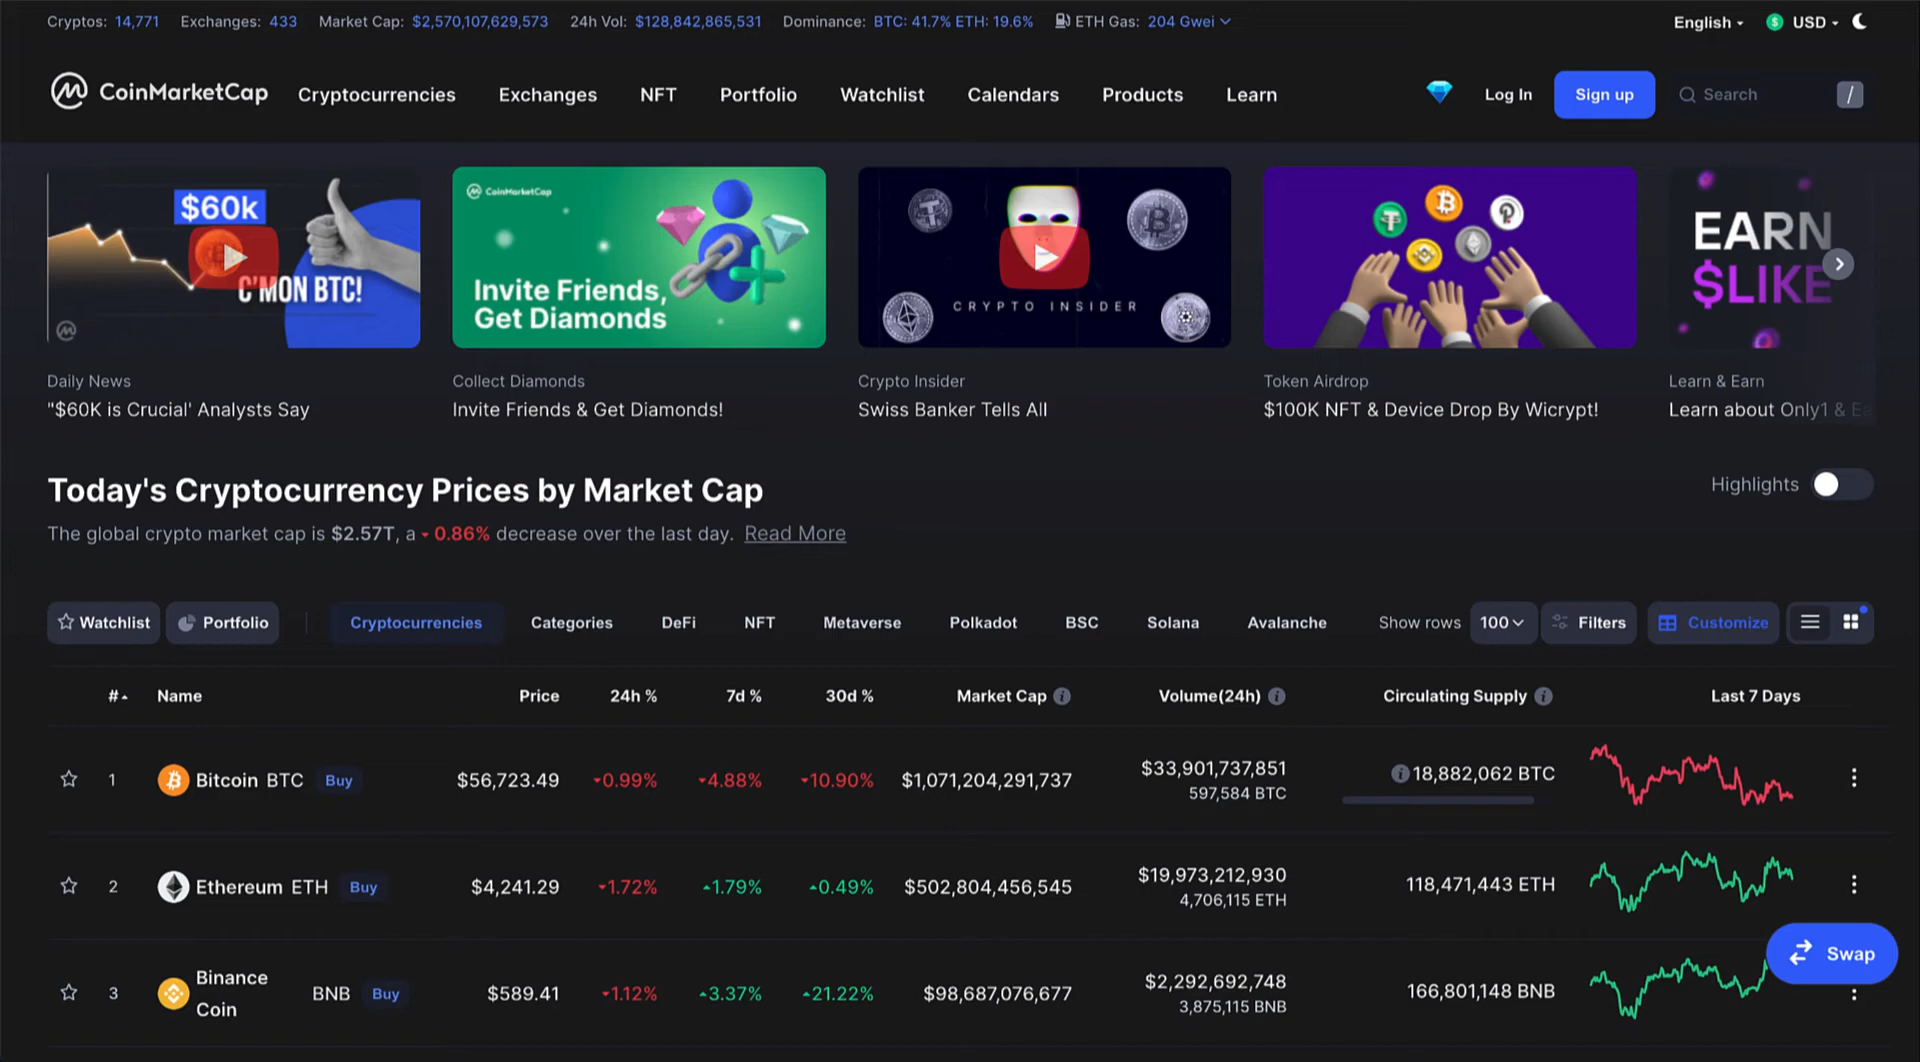 Cryptos: 14,771 Exchanges: 433 Market Cap: $2,570,107,629,573 24h Vol: $128,842,865,531 Dominance: BTC: 41.7% ETH: 19.6% ETH Gas: 204 Gwei English $ USD
CoinMarketCap Cryptocurrencies Exchanges NFT Portfolio Watchlist Calendars Products Learn Log In Sign up Search /
$60k
C'MON BTC!
CoinMarketCap
Invite Friends,
Get Diamonds
CRYPTO INSIDER
EARN
$LIKE
Daily News
"$60K is Crucial' Analysts Say
Collect Diamonds
Invite Friends & Get Diamonds!
Crypto Insider
Swiss Banker Tells All
Token Airdrop
$100K NFT & Device Drop By Wicrypt!
Learn & Earn
Learn about Only1 & Ea
Today's Cryptocurrency Prices by Market Cap
Highlights
The global crypto market cap is $2.57T, a 0.86% decrease over the last day. Read More
Watchlist Portfolio Cryptocurrencies Categories DeFi NFT Metaverse Polkadot BSC Solana Avalanche Show rows 100 Filters Customize
# Name Price 24h % 7d % 30d % Market Cap Volume(24h) Circulating Supply Last 7 Days
1 Bitcoin BTC Buy $56,723.49 0.99% 4.88% 10.90% $1,071,204,291,737 $33,901,737,851 18,882,062 BTC
597,584 BTC
2 Ethereum ETH Buy $4,241.29 1.72% 1.79% 0.49% $502,804,456,545 $19,973,212,930 118,471,443 ETH
4,706,115 ETH
3 Binance Coin BNB Buy $589.41 1.12% 3.37% 21.22% $98,687,076,677 $2,292,692,748 166,801,148 BNB
3,875,115 BNB
Swap